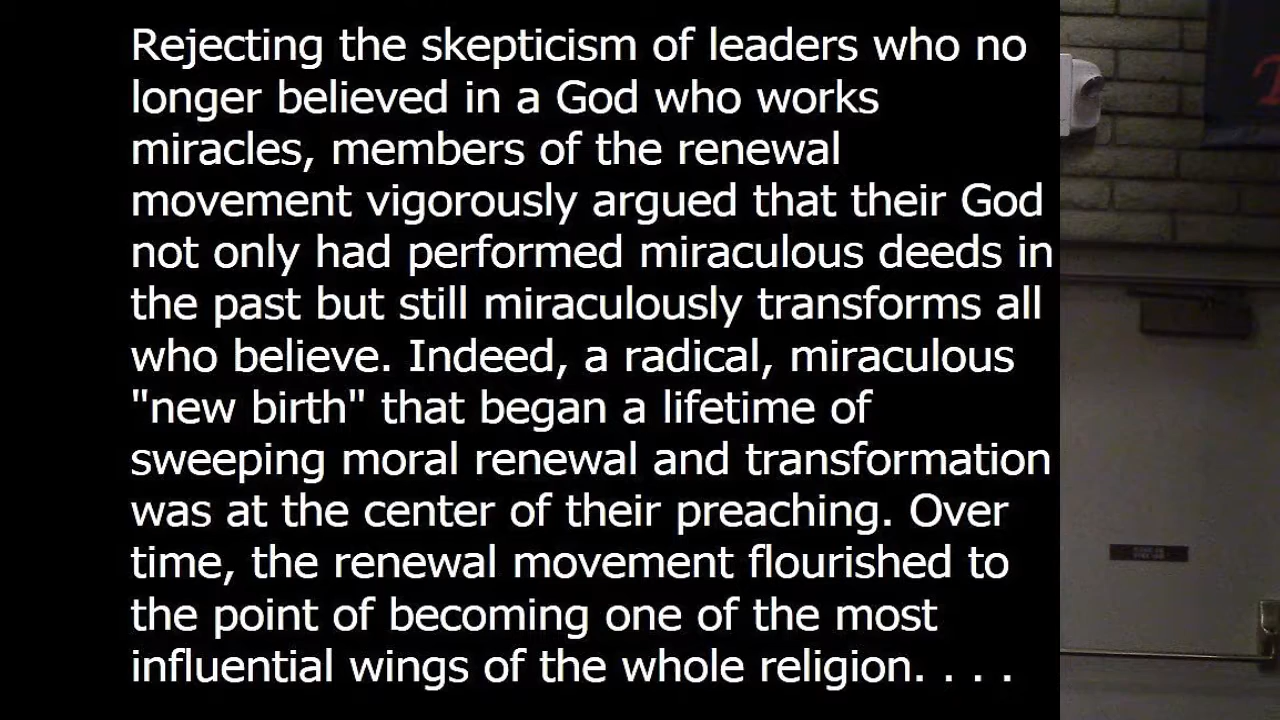 Rejecting the skepticism of leaders who no
longer believed in a God who works
miracles, members of the renewal
movement vigorously argued that their God
not only had performed miraculous deeds in
the past but still miraculously transforms all
who believe. Indeed, a radical, miraculous
"new birth" that began a lifetime of
sweeping moral renewal and transformation
was at the center of their preaching. Over
time, the renewal movement flourished to
the point of becoming one of the most
influential wings of the whole religion. . . .